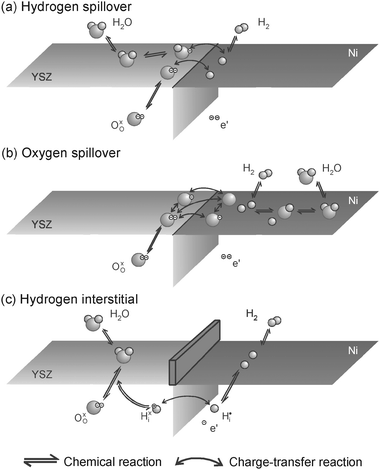 (a) Hydrogen spillover
H₂O
H₂
Ni
YSZ
Oₒˣ
e'
(b) Oxygen spillover
H₂
H₂O
Ni
YSZ
Oₒˣ
e'
(c) Hydrogen interstitial
H₂O
H₂
Ni
YSZ
Oₒˣ
Hᵢˣ
Hᵢ•
e'
Chemical reaction
Charge-transfer reaction